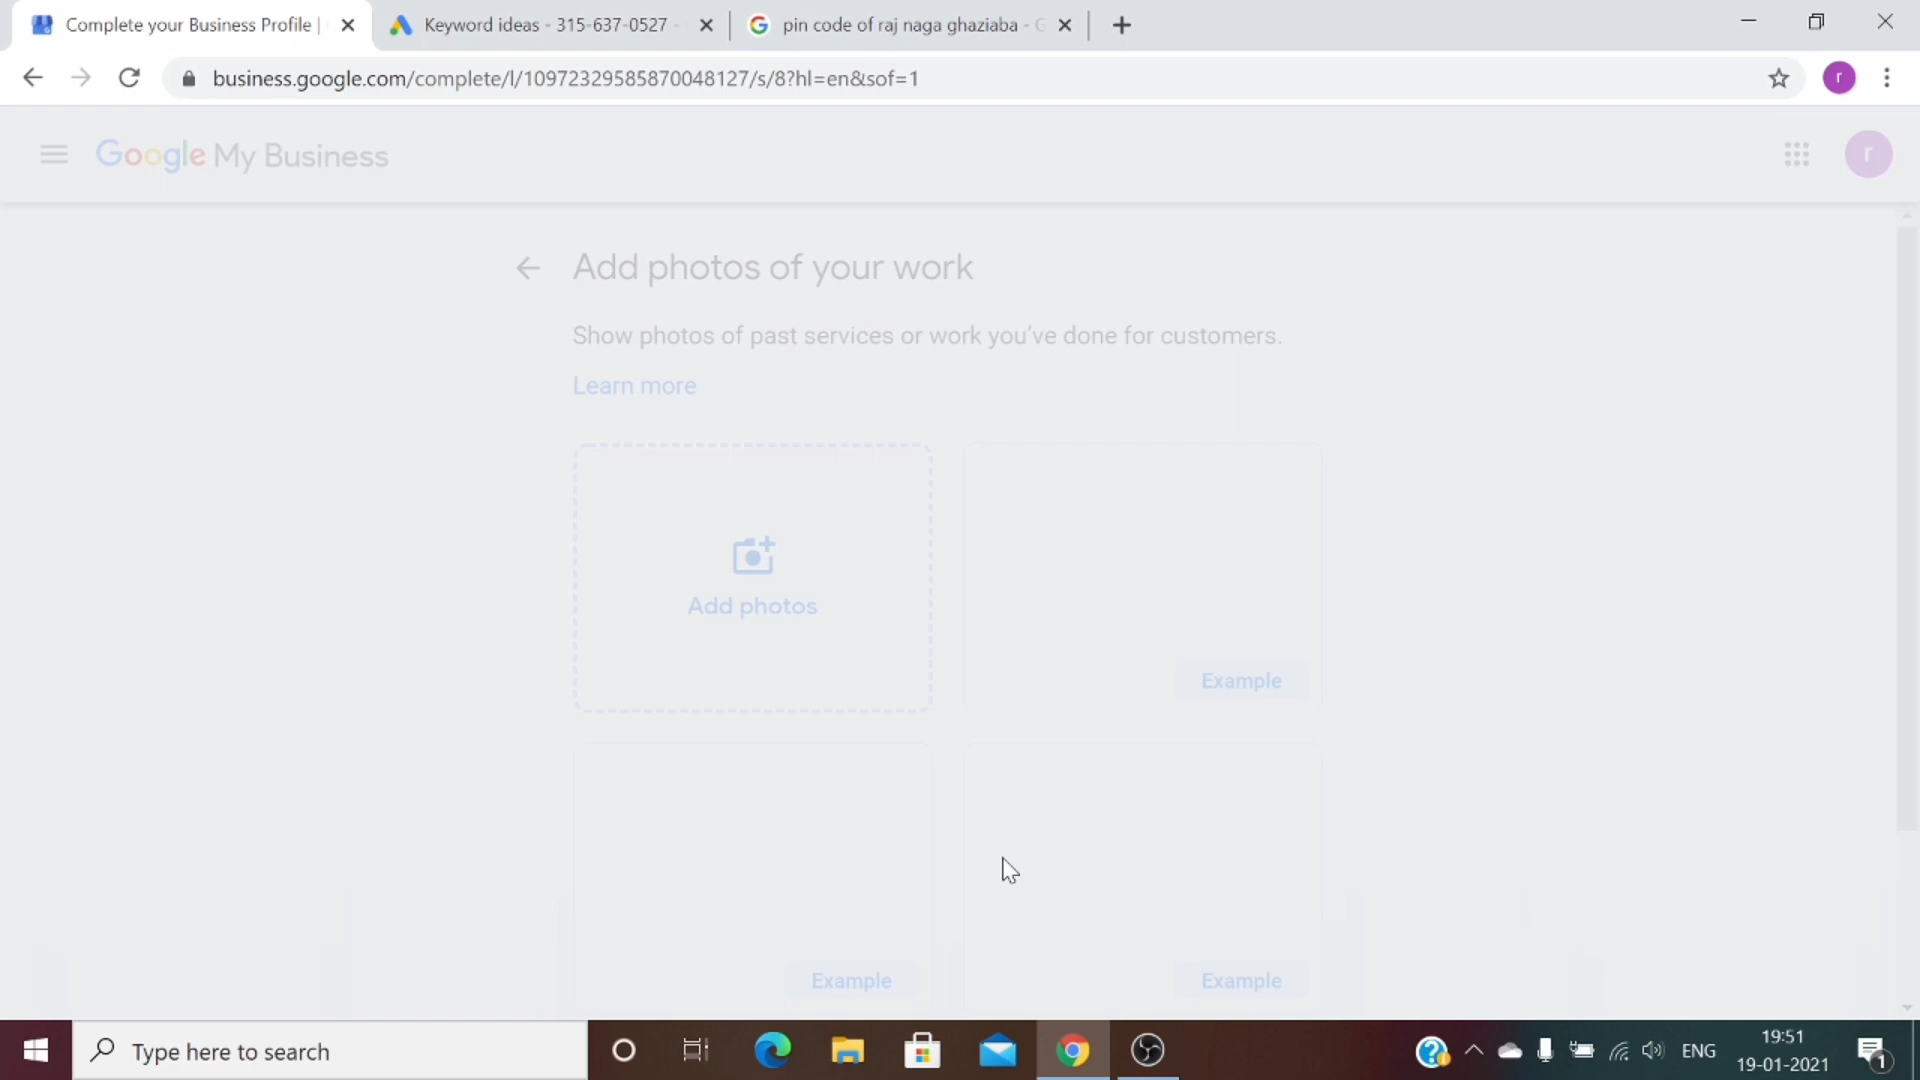 Complete your Business Profile |
Keyword ideas - 315-637-0527 -
pin code of raj naga ghaziaba - G
business.google.com/complete/l/10972329585870048127/s/8?hl=en&sof=1
r
Google My Business
r
Add photos of your work
Show photos of past services or work you've done for customers.
Learn more
Add photos
Example
Example
Example
Type here to search
ENG
19:51
19-01-2021
1